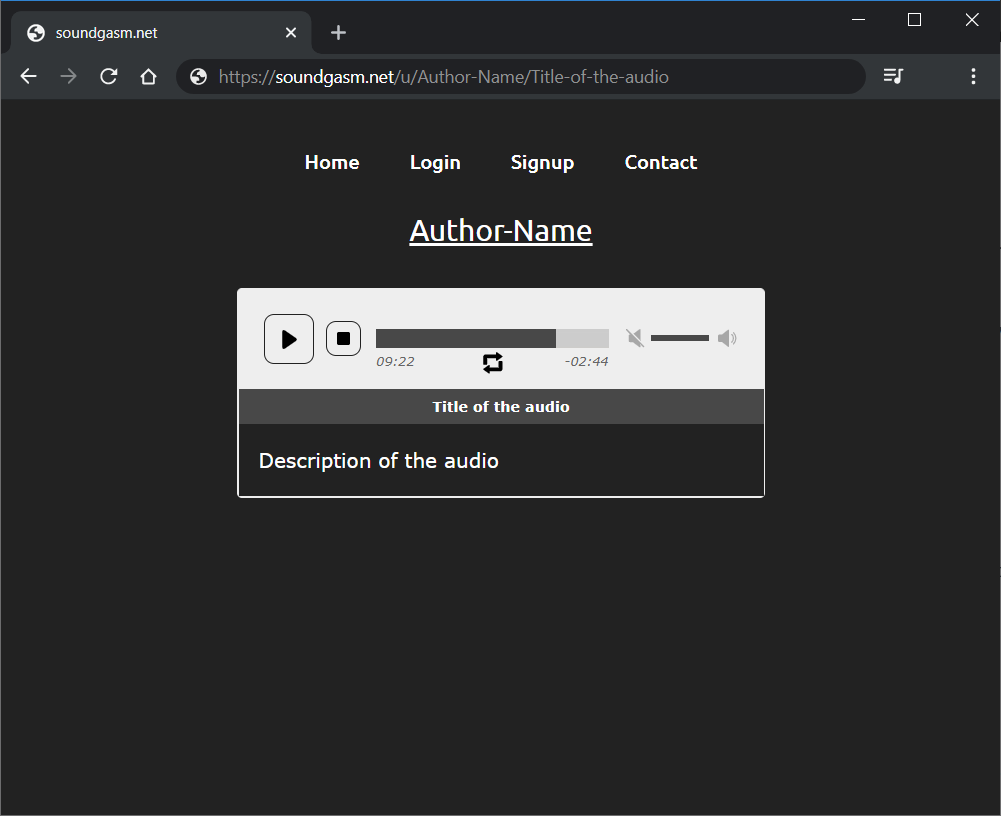 soundgasm.net
https://soundgasm.net/u/Author-Name/Title-of-the-audio
Home Login Signup Contact
Author-Name
09:22 -02:44
Title of the audio
Description of the audio